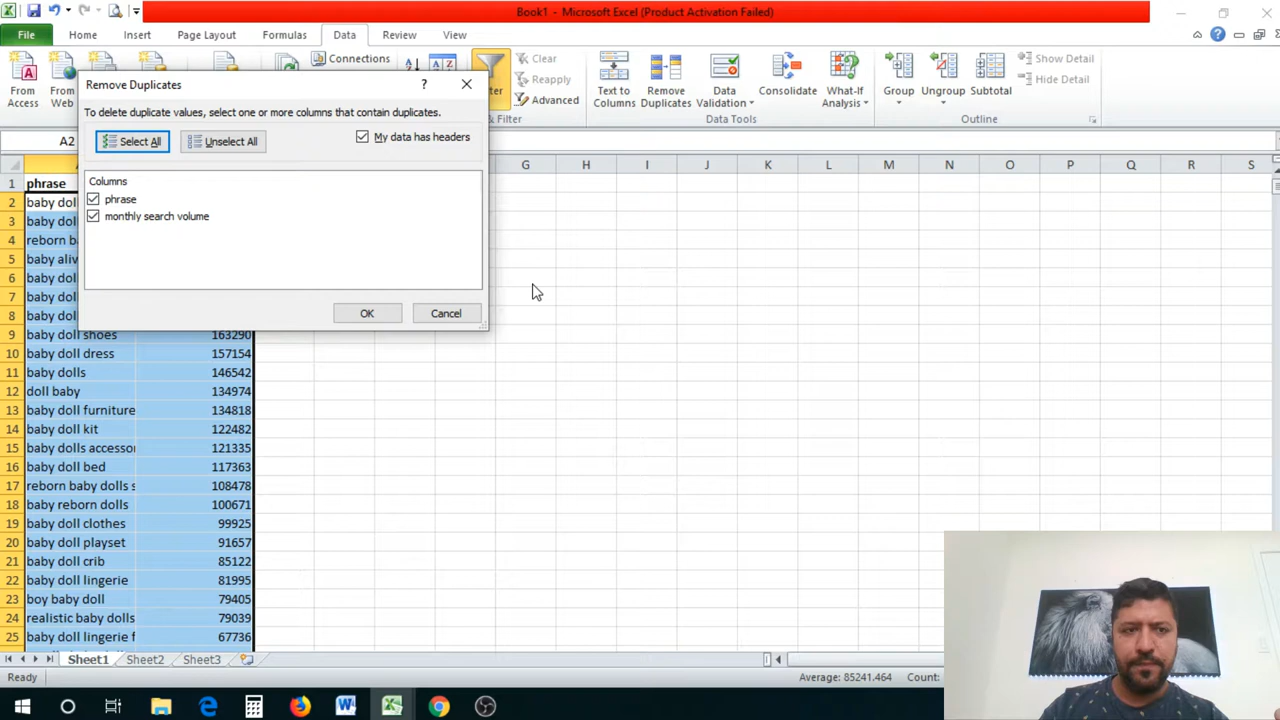 Book1 - Microsoft Excel (Product Activation Failed)
File Home Insert Page Layout Formulas Data Review View
From Access
From Web
Connections
Clear
Reapply
Advanced
Text to Columns
Remove Duplicates
Data Validation
Consolidate
What-If Analysis
Group
Ungroup
Subtotal
Show Detail
Hide Detail
& Filter
Data Tools
Outline
Remove Duplicates
To delete duplicate values, select one or more columns that contain duplicates.
Select All
Unselect All
My data has headers
Columns
phrase
monthly search volume
OK
Cancel
A2
G H I J K L M N O P Q R S
1 phrase
2 baby dol
3 baby doll
4 reborn ba
5 baby aliv
6 baby dol
7 baby dol
8 baby dol
9 baby doll shoes 163290
10 baby doll dress 157154
11 baby dolls 146542
12 doll baby 134974
13 baby doll furniture 134818
14 baby doll kit 122482
15 baby dolls accessor 121335
16 baby doll bed 117363
17 reborn baby dolls s 108478
18 baby reborn dolls 100671
19 baby doll clothes 99925
20 baby doll playset 91657
21 baby doll crib 85122
22 baby doll lingerie 81995
23 boy baby doll 79405
24 realistic baby dolls 79039
25 baby doll lingerie f 67736
Sheet1 Sheet2 Sheet3
Ready
Average: 85241.464 Count: